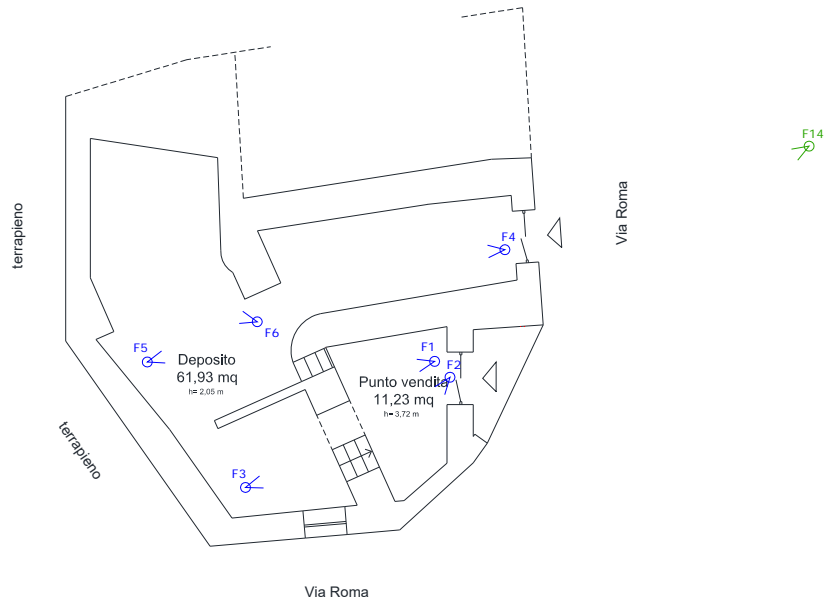 F14
Via Roma
terrapieno
F4
F6
F5
F1
F2
Deposito
61,93 mq
h= 2,05 m
Punto vendita
11,23 mq
h=3,72 m
terrapieno
F3
Via Roma